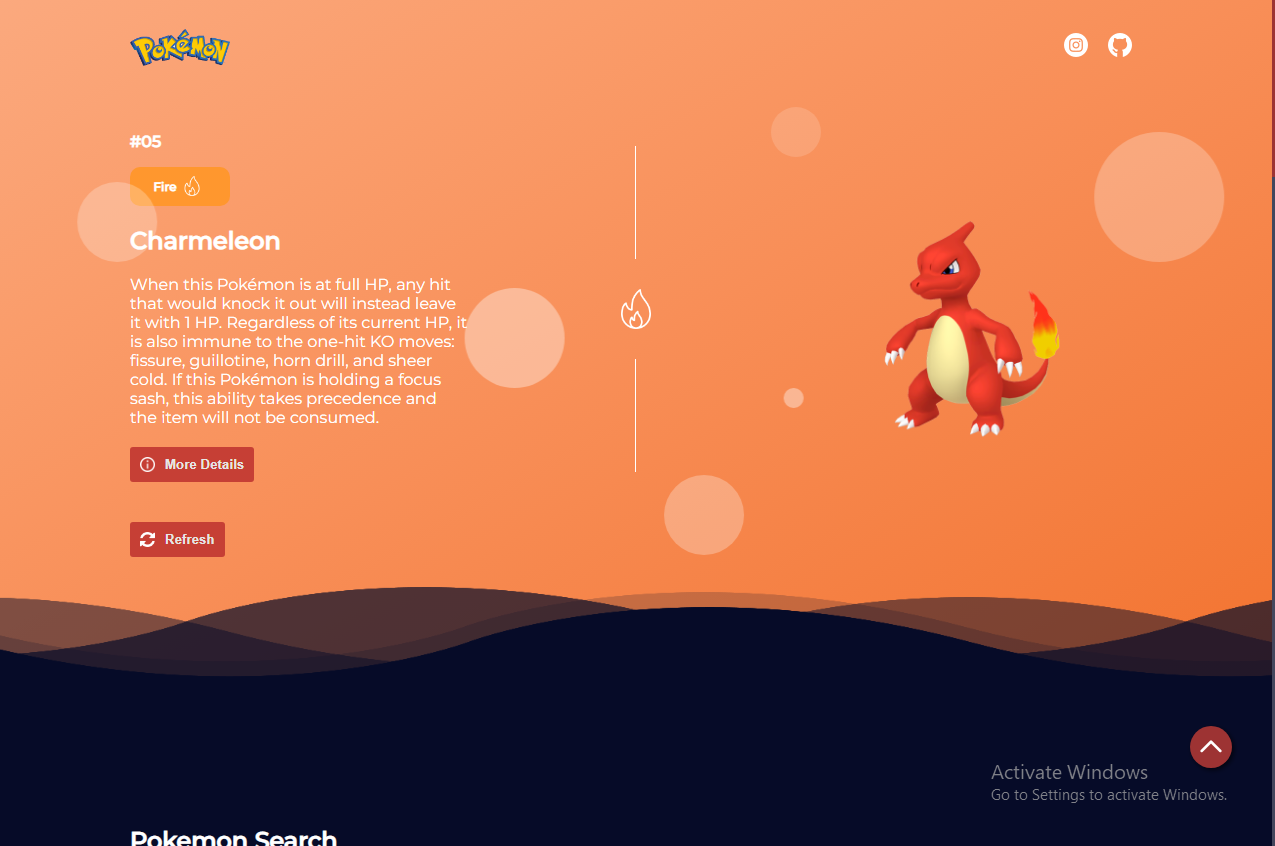 Pokémon
#05
Fire
Charmeleon
When this Pokémon is at full HP, any hit
that would knock it out will instead leave
it with 1 HP. Regardless of its current HP, it
is also immune to the one-hit KO moves:
fissure, guillotine, horn drill, and sheer
cold. If this Pokémon is holding a focus
sash, this ability takes precedence and
the item will not be consumed.
More Details
Refresh
Activate Windows
Go to Settings to activate Windows.
Pokemon Search